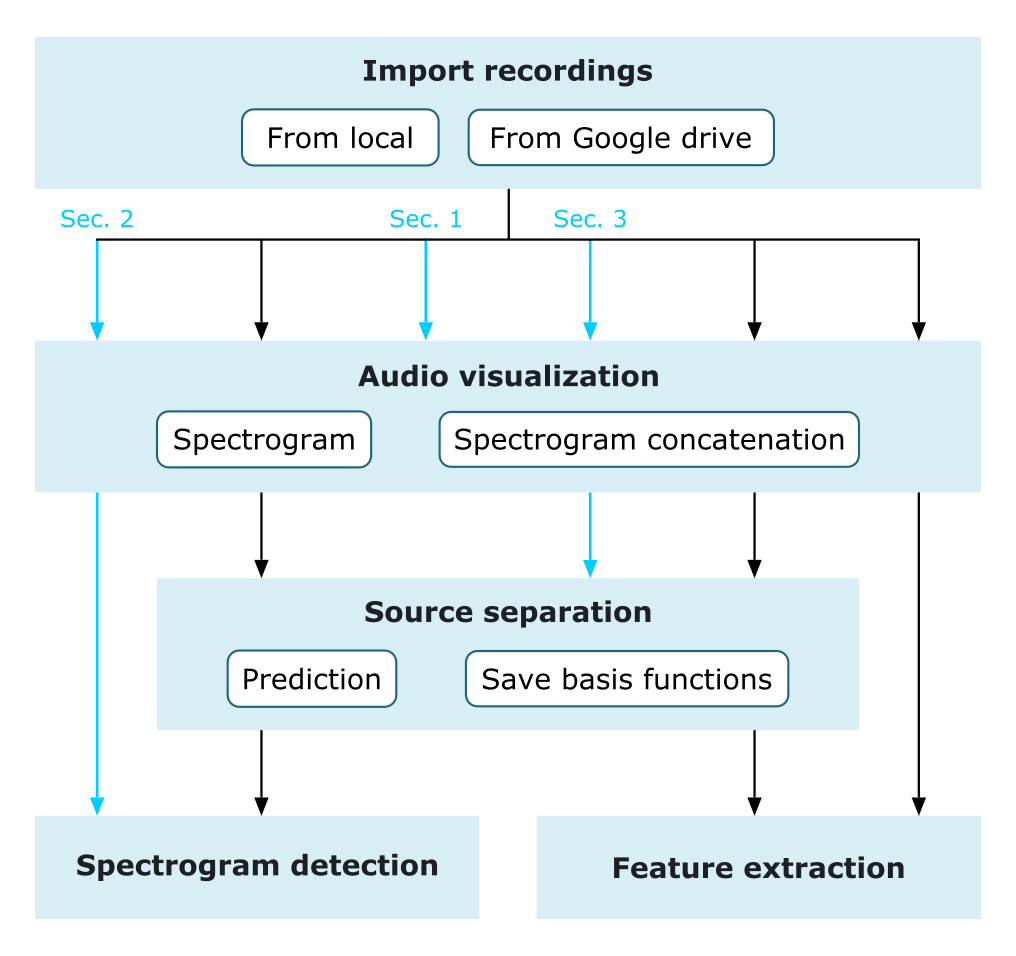 Import recordings
From local
From Google drive
Sec. 2
Sec. 1
Sec. 3
Audio visualization
Spectrogram
Spectrogram concatenation
Source separation
Prediction
Save basis functions
Spectrogram detection
Feature extraction